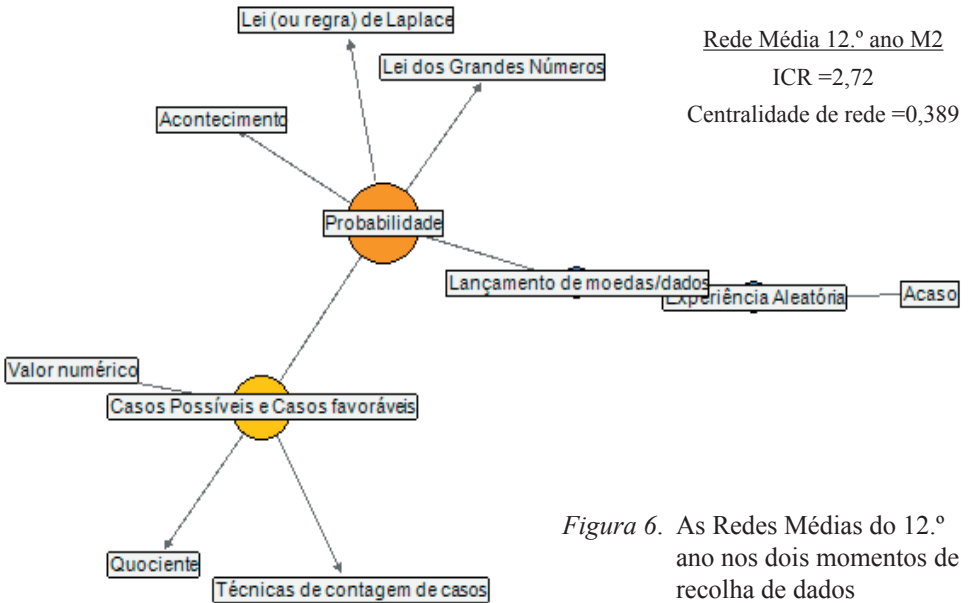 Lei (ou regra) de Laplace
Rede Média 12.º ano M2
Lei dos Grandes Números
ICR =2,72
Centralidade de rede =0,389
Acontecimento
Probabilidade
Lançamento de moedas/dados
Experiência Aleatória
Acaso
Valor numérico
Casos Possíveis e Casos favoráveis
Quociente
Técnicas de contagem de casos
Figura 6. As Redes Médias do 12.º
ano nos dois momentos de
recolha de dados